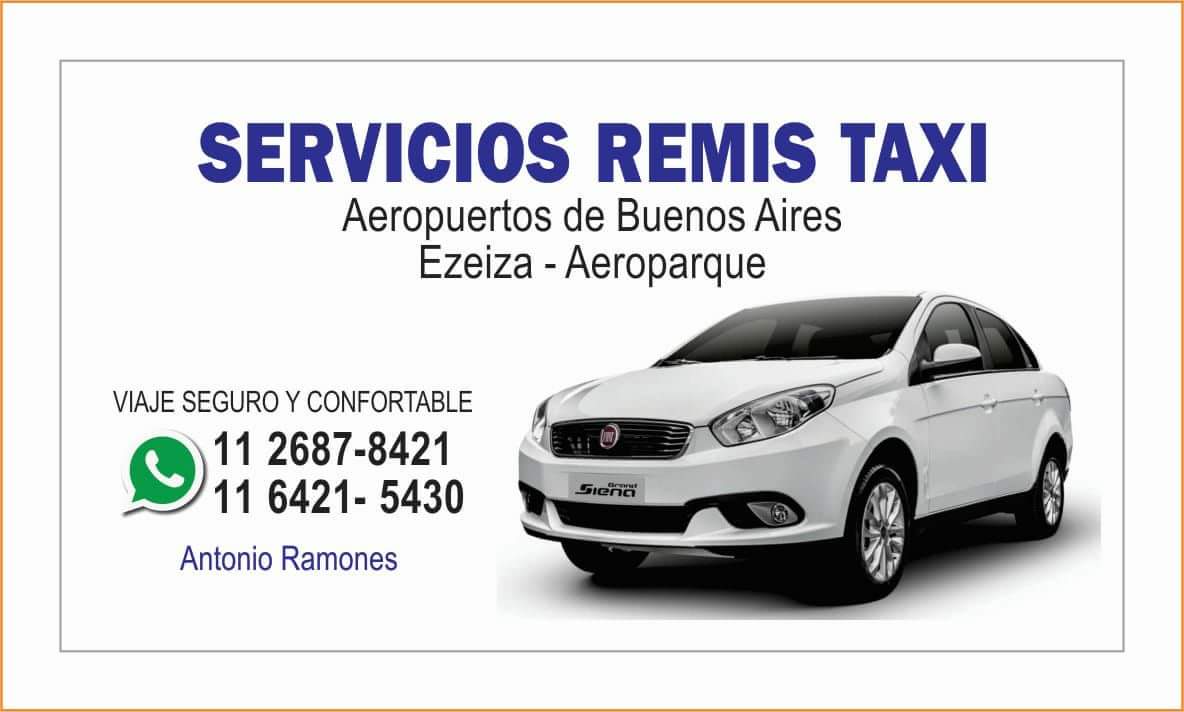 SERVICIOS REMIS TAXI
Aeropuertos de Buenos Aires
Ezeiza - Aeroparque
VIAJE SEGURO Y CONFORTABLE
11 2687-8421
11 6421- 5430
Antonio Ramones
FIAT
Grand
Siena